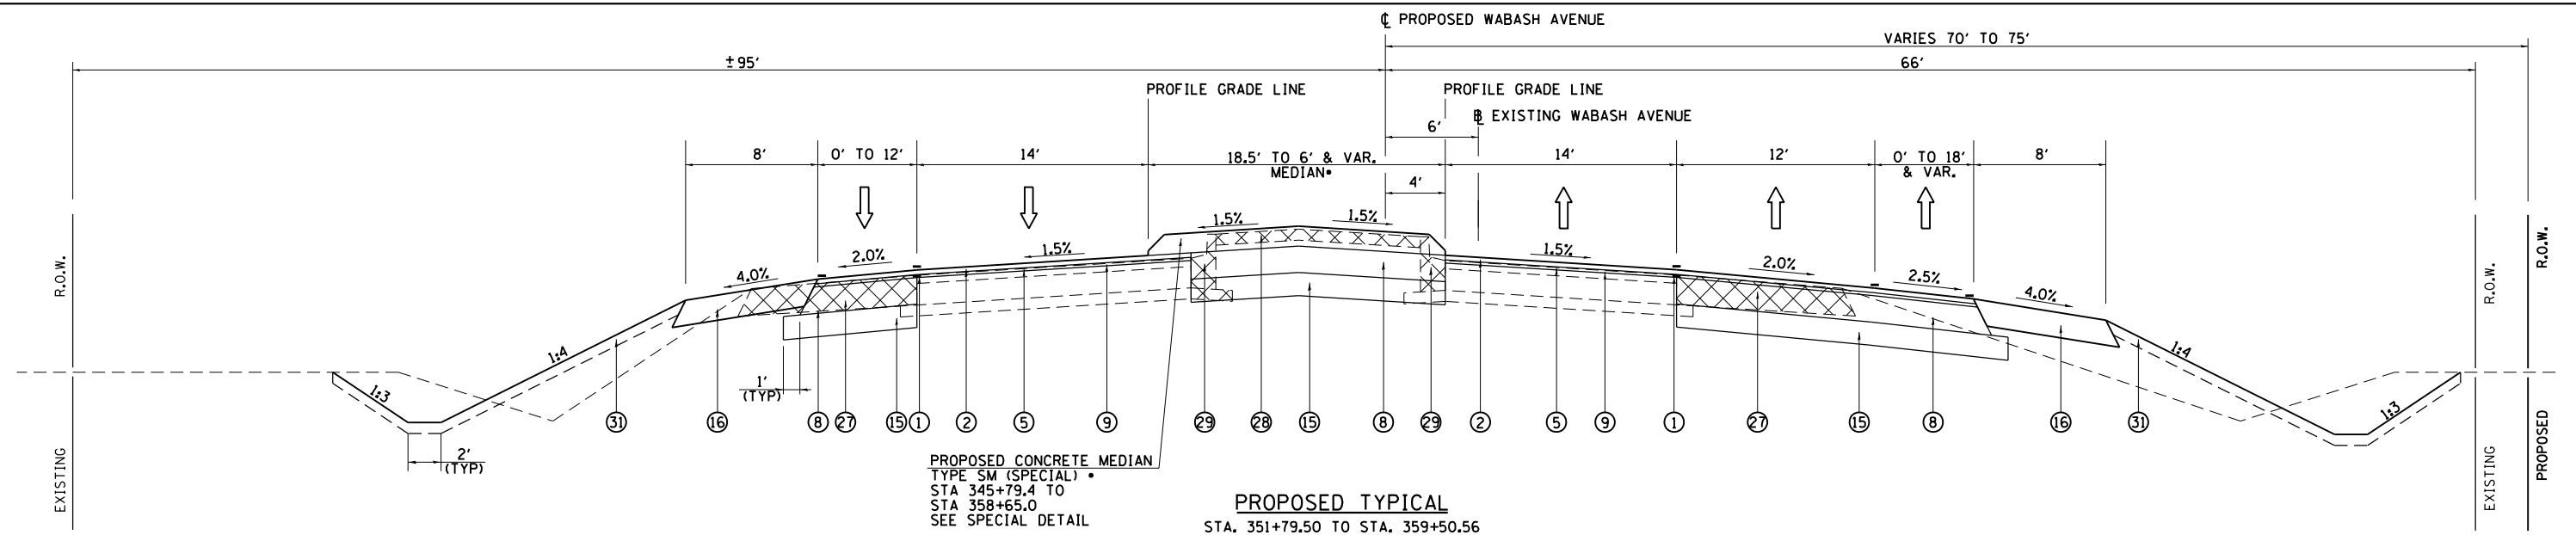 ℄ PROPOSED WABASH AVENUE
VARIES 70' TO 75'
±95'
66'
PROFILE GRADE LINE
PROFILE GRADE LINE
℄ EXISTING WABASH AVENUE
6'
8'
0' TO 12'
14'
18.5' TO 6' & VAR.
MEDIAN•
14'
12'
0' TO 18'
& VAR.
8'
4'
1.5%
1.5%
4.0%
2.0%
1.5%
1.5%
2.0%
2.5%
4.0%
R.O.W.
R.O.W.
R.O.W.
1:4
1:4
1:3
1:3
1'
(TYP)
31
16
8
27
15
1
2
5
9
29
28
15
8
29
2
5
9
1
27
15
8
16
31
2'
(TYP)
EXISTING
EXISTING
PROPOSED
PROPOSED CONCRETE MEDIAN
TYPE SM (SPECIAL) •
STA 345+79.4 TO
STA 358+65.0
SEE SPECIAL DETAIL
PROPOSED TYPICAL
STA. 351+79.50 TO STA. 359+50.56